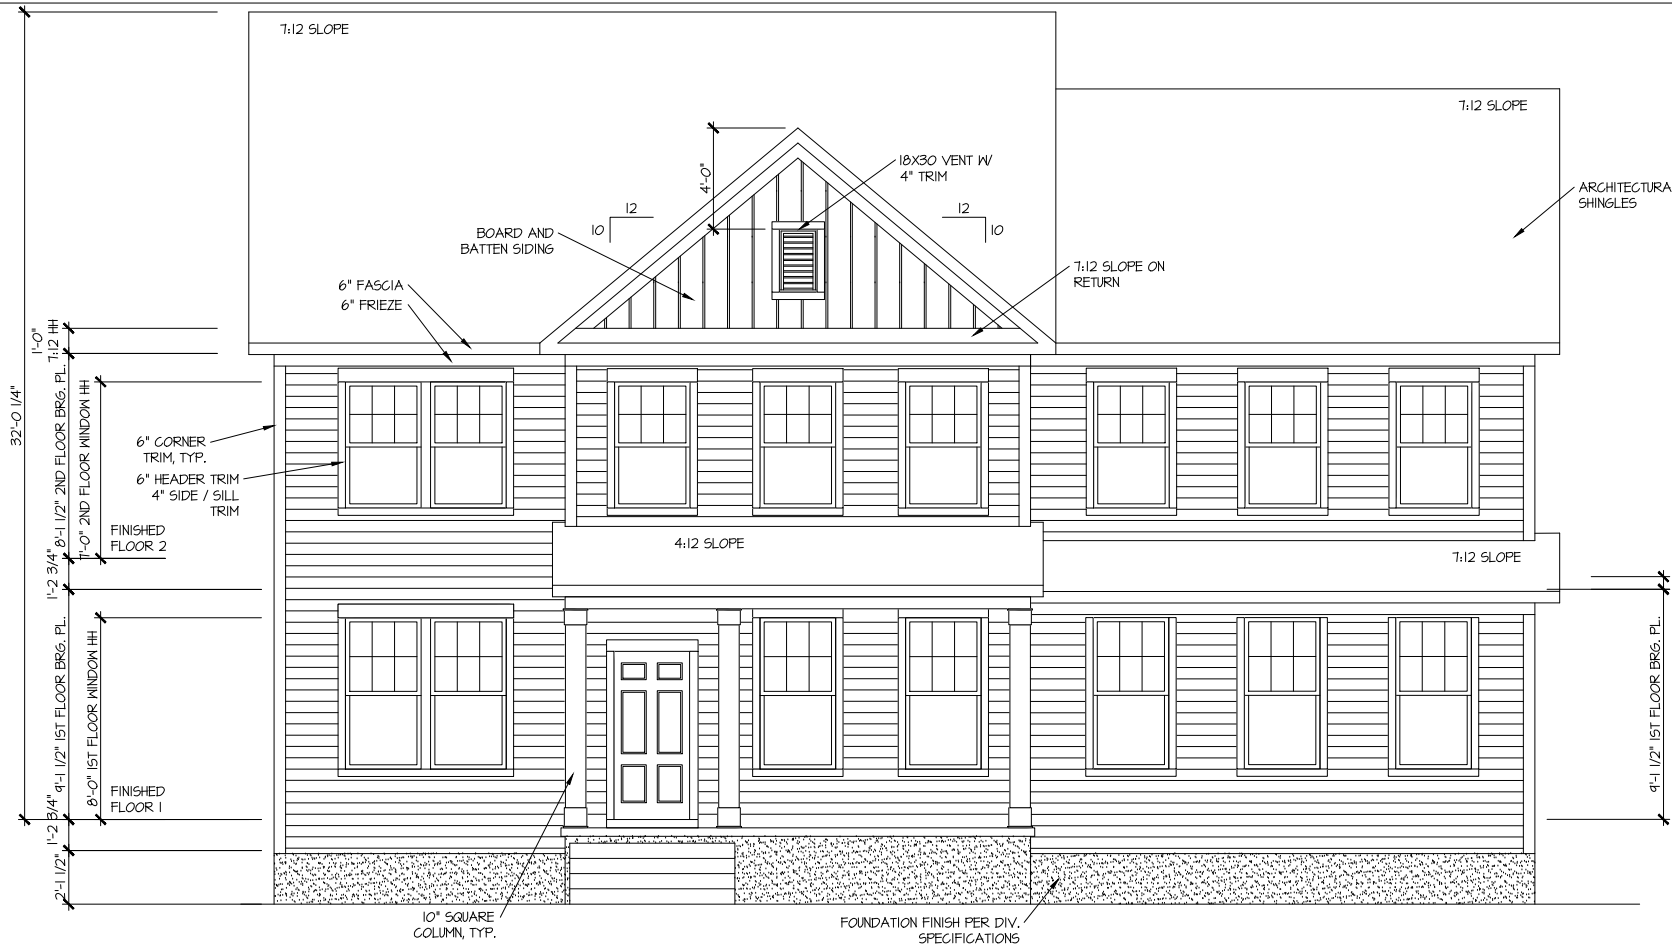 7:12 SLOPE
7:12 SLOPE
18X30 VENT W/
4" TRIM
4'-0"
ARCHITECTURA
SHINGLES
12
10
12
10
BOARD AND
BATTEN SIDING
7:12 SLOPE ON
RETURN
6" FASCIA
6" FRIEZE
1'-0"
7:12 HH
32'-0 1/4"
8'-1 1/2" 2ND FLOOR BRG. PL.
7'-0" 2ND FLOOR WINDOW HH
6" CORNER
TRIM, TYP.
6" HEADER TRIM
4" SIDE / SILL
TRIM
FINISHED
FLOOR 2
4:12 SLOPE
7:12 SLOPE
1'-2 3/4"
9'-1 1/2" 1ST FLOOR BRG. PL.
8'-0" 1ST FLOOR WINDOW HH
9'-1 1/2" 1ST FLOOR BRG. PL.
FINISHED
FLOOR 1
1'-2 3/4"
2'-1 1/2"
10" SQUARE
COLUMN, TYP.
FOUNDATION FINISH PER DIV.
SPECIFICATIONS